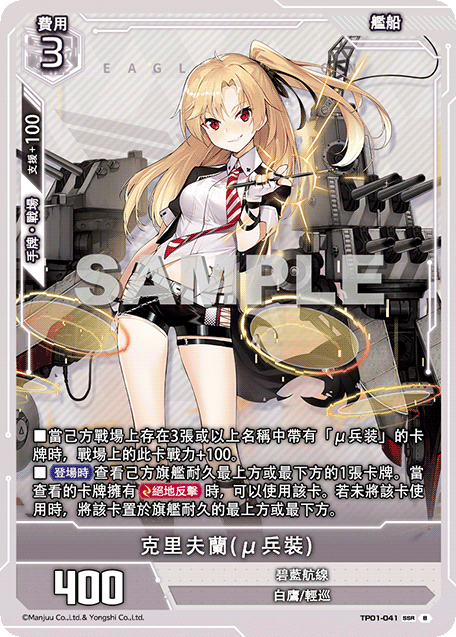 費用
3
艦船
EAGL
支援+100
手牌·戰場
SAMPLE
■當己方戰場上存在3張或以上名稱中帶有「μ兵装」的卡
牌時，戰場上的此卡戰力+100。
■登場時 查看己方旗艦耐久最上方或最下方的1張卡牌。當
查看的卡牌擁有 絕地反擊 時，可以使用該卡。若未將該卡使
用時，將該卡置於旗艦耐久的最上方或最下方。
克里夫蘭(μ兵裝)
400
碧藍航線
白鷹/輕巡
©Manjuu Co.,Ltd.& Yongshi Co.,Ltd.
TP01-041 SSR B